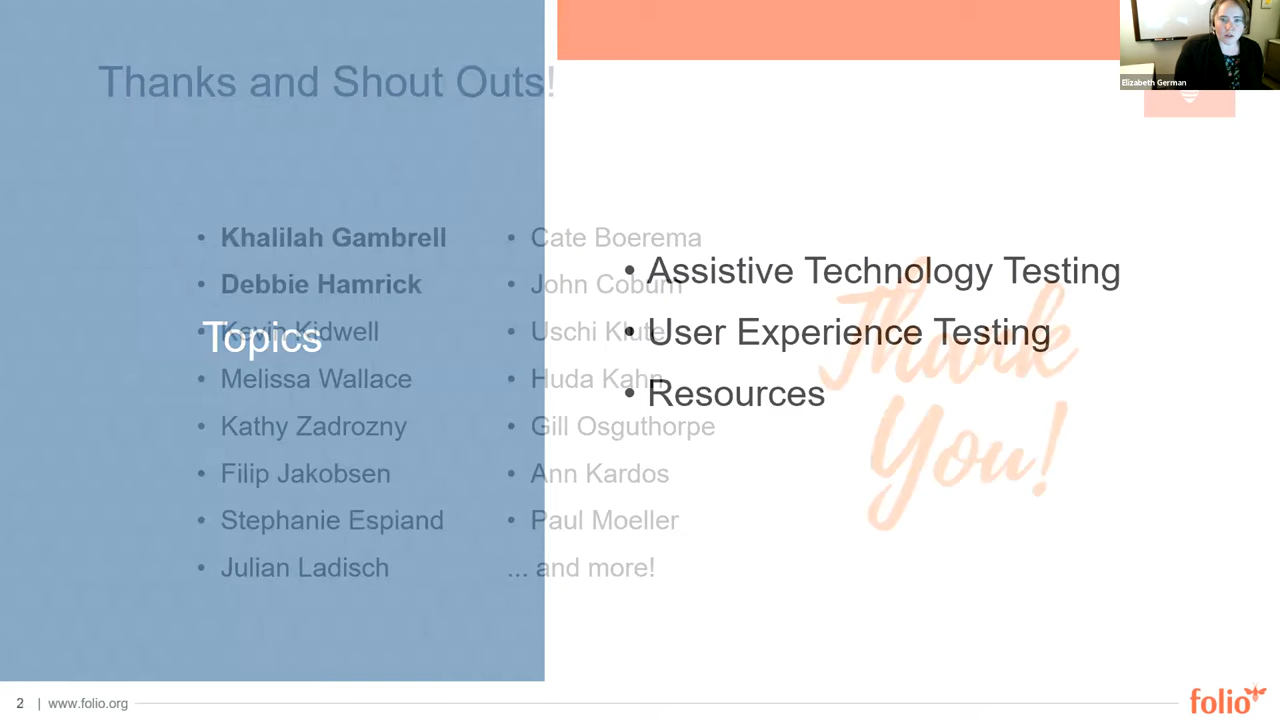 Thanks and Shout Outs!
Elizabeth German
• Khalilah Gambrell
• Debbie Hamrick
• Kevin Kidwell
• Melissa Wallace
• Kathy Zadrozny
• Filip Jakobsen
• Stephanie Espiand
• Julian Ladisch
• Cate Boerema
• John Coburn
• Uschi Klute
• Huda Kahn
• Gill Osguthorpe
• Ann Kardos
• Paul Moeller
... and more!
Topics
• Assistive Technology Testing
• User Experience Testing
• Resources
Thank
You!
2 | www.folio.org
folio